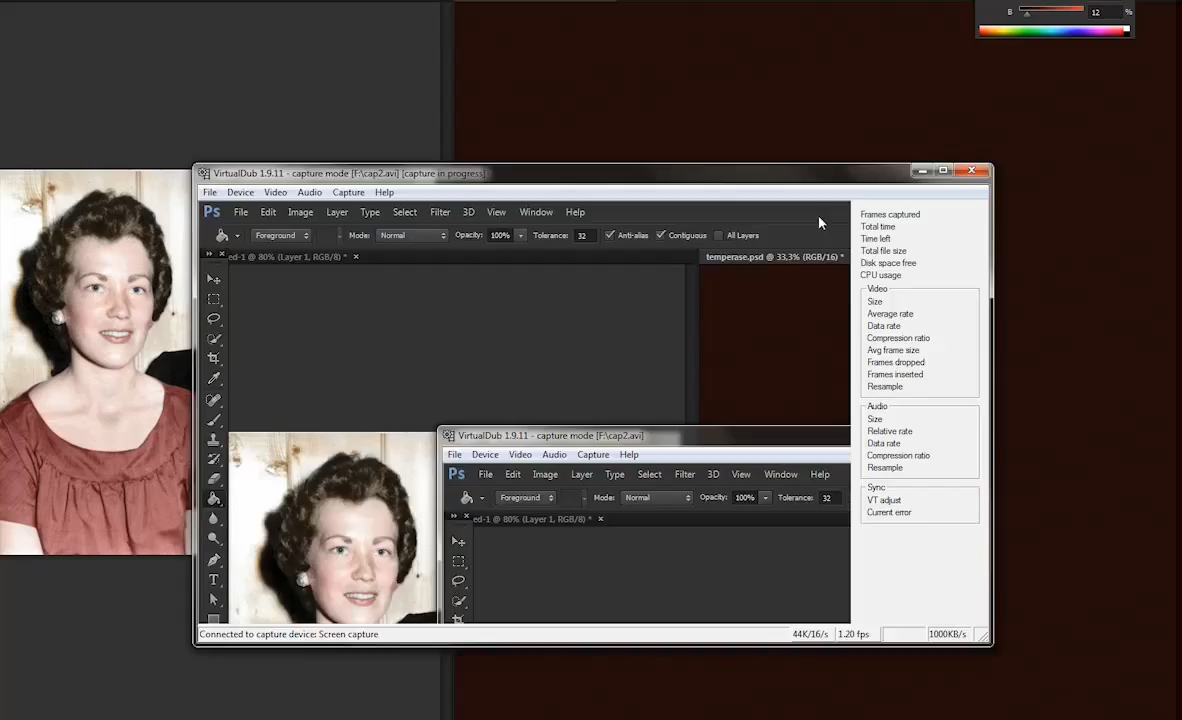 B 12 %
VirtualDub 1.9.11 - capture mode [F:\cap2.avi] [capture in progress]
File Device Video Audio Capture Help
Ps File Edit Image Layer Type Select Filter 3D View Window Help
Foreground Mode: Normal Opacity: 100% Tolerance: 32 Anti-alias Contiguous All Layers
ed-1 @ 80% (Layer 1, RGB/8) * × temperase.psd @ 33,3% (RGB/16) *
Frames captured
Total time
Time left
Total file size
Disk space free
CPU usage
Video
Size
Average rate
Data rate
Compression ratio
Avg frame size
Frames dropped
Frames inserted
Resample
Audio
Size
Relative rate
Data rate
Compression ratio
Resample
Sync
VT adjust
Current error
VirtualDub 1.9.11 - capture mode [F:\cap2.avi]
File Device Video Audio Capture Help
Ps File Edit Image Layer Type Select Filter 3D View Window Help
Foreground Mode: Normal Opacity: 100% Tolerance: 32
ed-1 @ 80% (Layer 1, RGB/8) * ×
T
Connected to capture device: Screen capture 44K/16/s 1.20 fps 1000KB/s